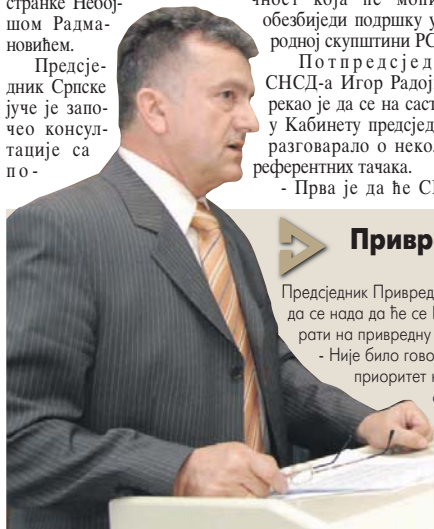 странке Небој-
шом Радма-
новићем.
Предсје-
дник Српске
јуче је запо-
чео консул-
тације са
по-
обезбиједи подршку у
родној скупштини РС
Потпредсјед
СНСД-а Игор Радој
рекао је да се на саст
у Кабинету предсјед
разговарало о некол
референтних тачака.
- Прва је да ће С
Привр
Предсједник Привред
да се нада да ће се
рати на привредну
- Није било гово
приоритет